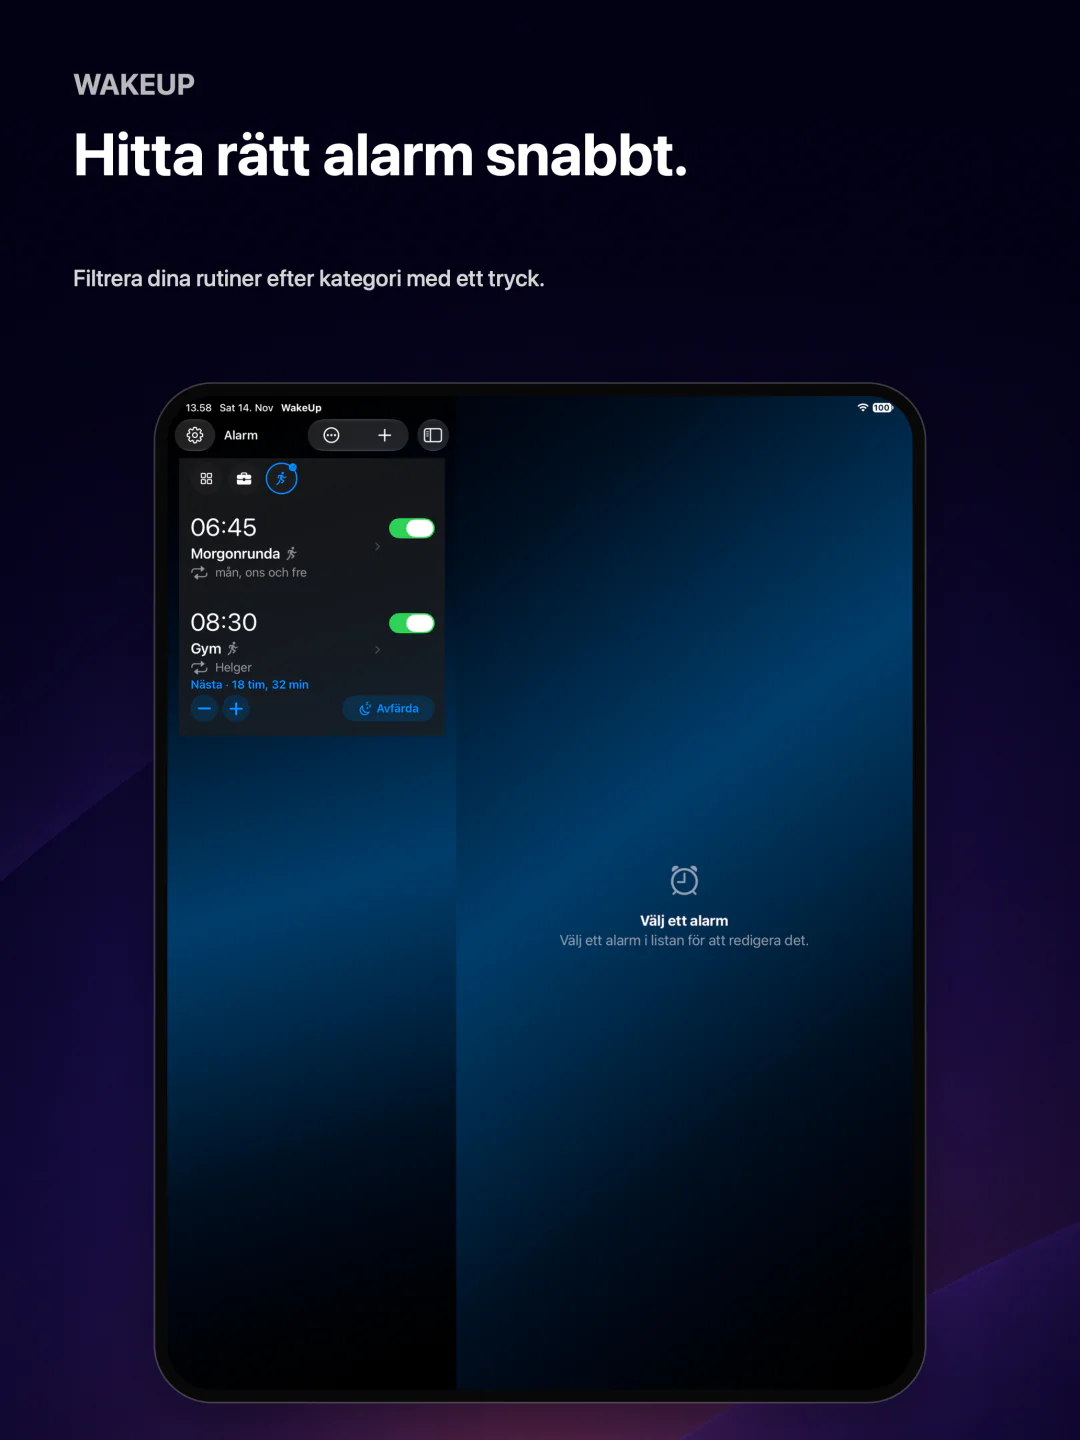 WAKEUP
Hitta rätt alarm snabbt.
Filtrera dina rutiner efter kategori med ett tryck.
13.58 Sat 14. Nov WakeUp
100
Alarm
06:45
Morgonrunda
mån, ons och fre
08:30
Gym
Helger
Nästa · 18 tim, 32 min
Avfärda
Välj ett alarm
Välj ett alarm i listan för att redigera det.